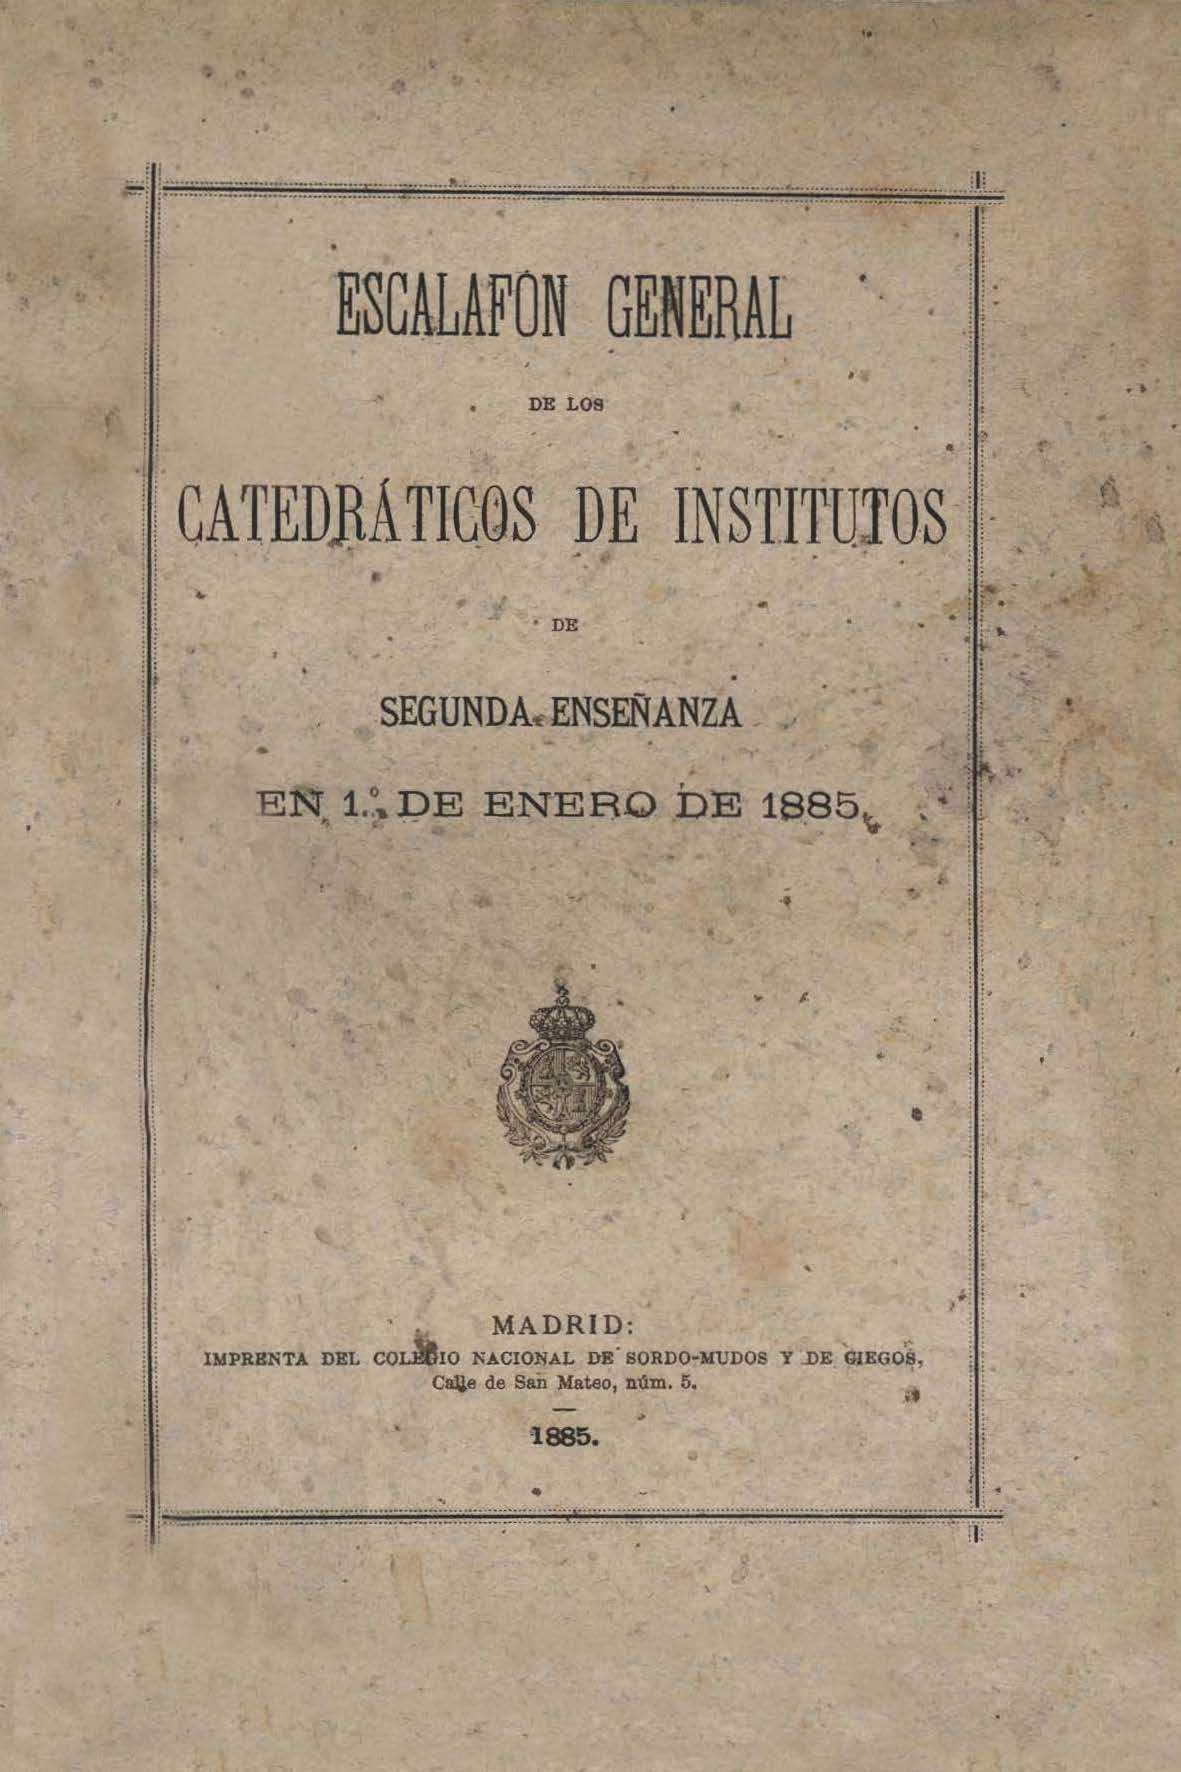 ESCALAFÓN GENERAL
DE LOS
CATEDRÁTICOS DE INSTITUTOS
DE
SEGUNDA ENSEÑANZA
EN 1.º DE ENERO DE 1885.
MADRID:
IMPRENTA DEL COLEGIO NACIONAL DE SORDO-MUDOS Y DE CIEGOS,
Calle de San Mateo, núm. 5.
1885.